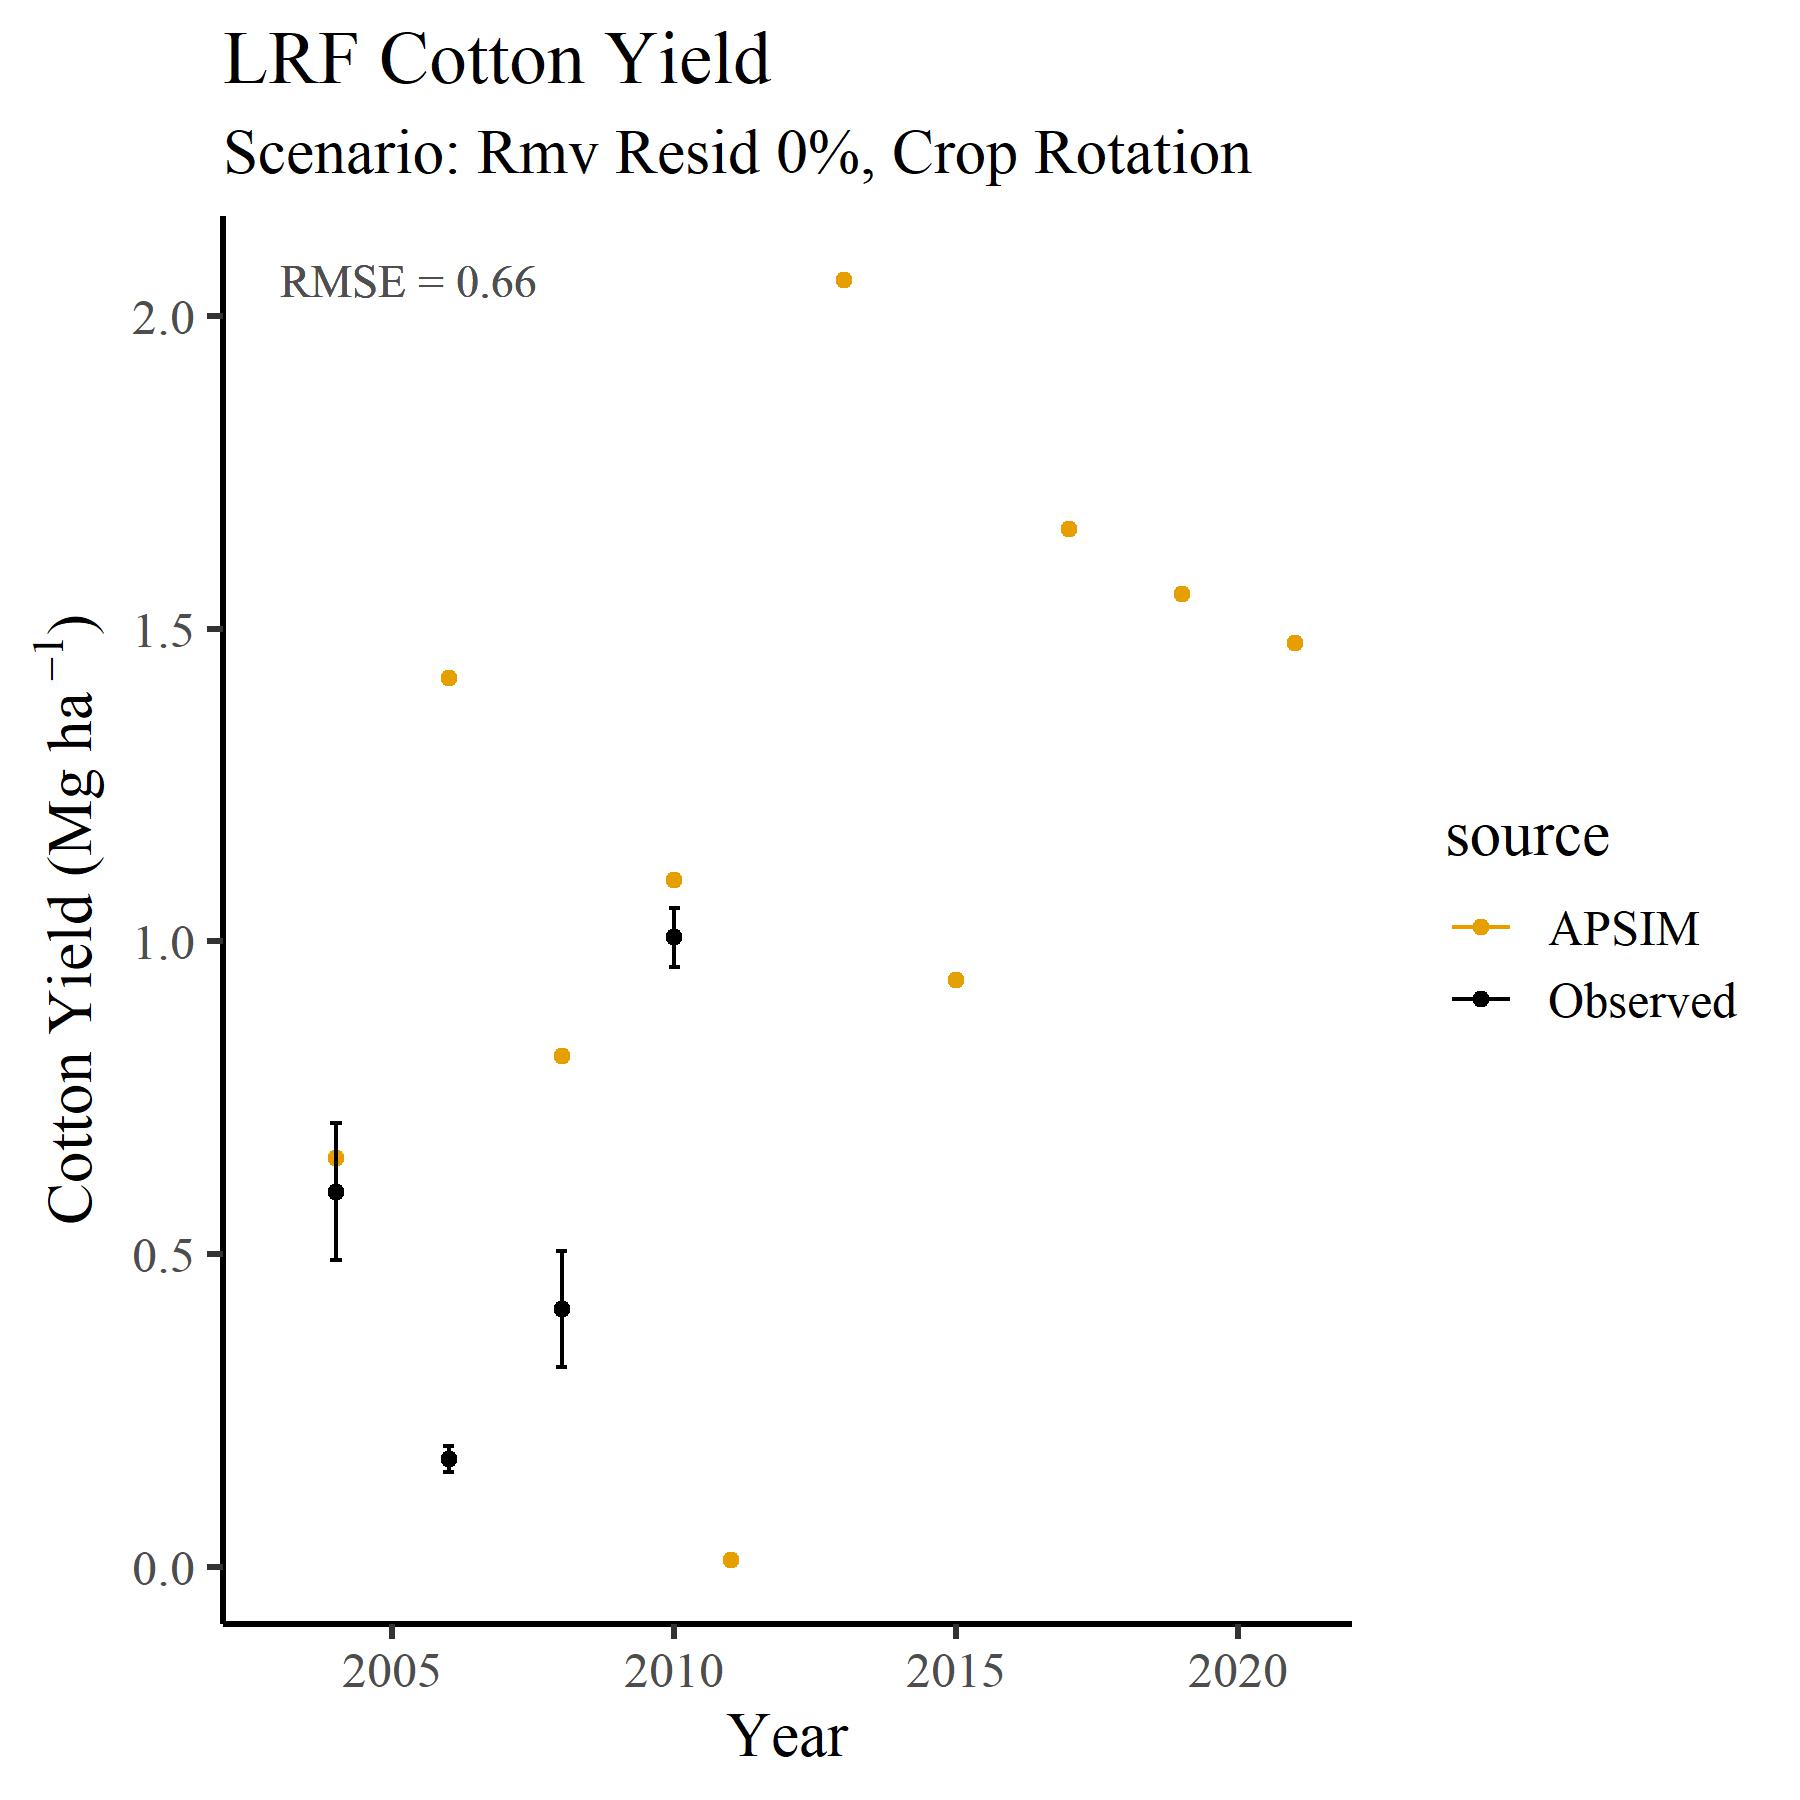 LRF Cotton Yield
Scenario: Rmv Resid 0%, Crop Rotation
RMSE = 0.66
2.0
1.5
1.0
0.5
0.0
Cotton Yield (Mg ha⁻¹)
2005 2010 2015 2020
Year
source
APSIM
Observed